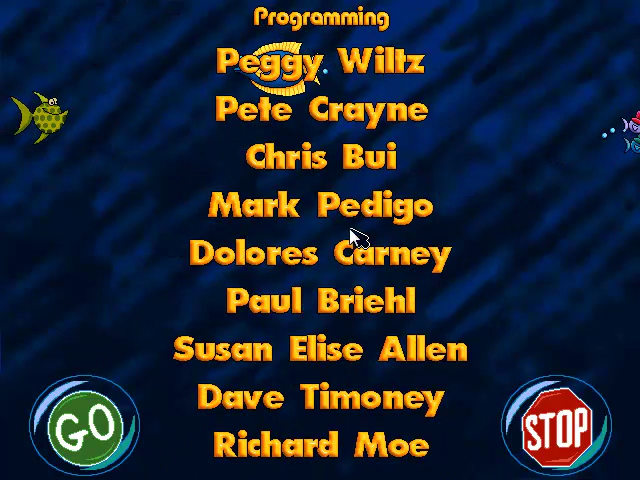 Programming
Peggy Wiltz
Pete Crayne
Chris Bui
Mark Pedigo
Dolores Carney
Paul Briehl
Susan Elise Allen
Dave Timoney
Richard Moe
GO
STOP